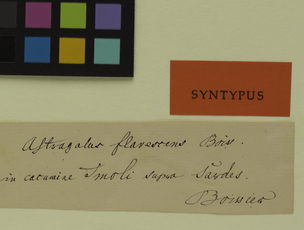 SYNTYPUS
Astragalus flavescens Boiss.
in cacumine Tmoli supra Sardes.
Boissier